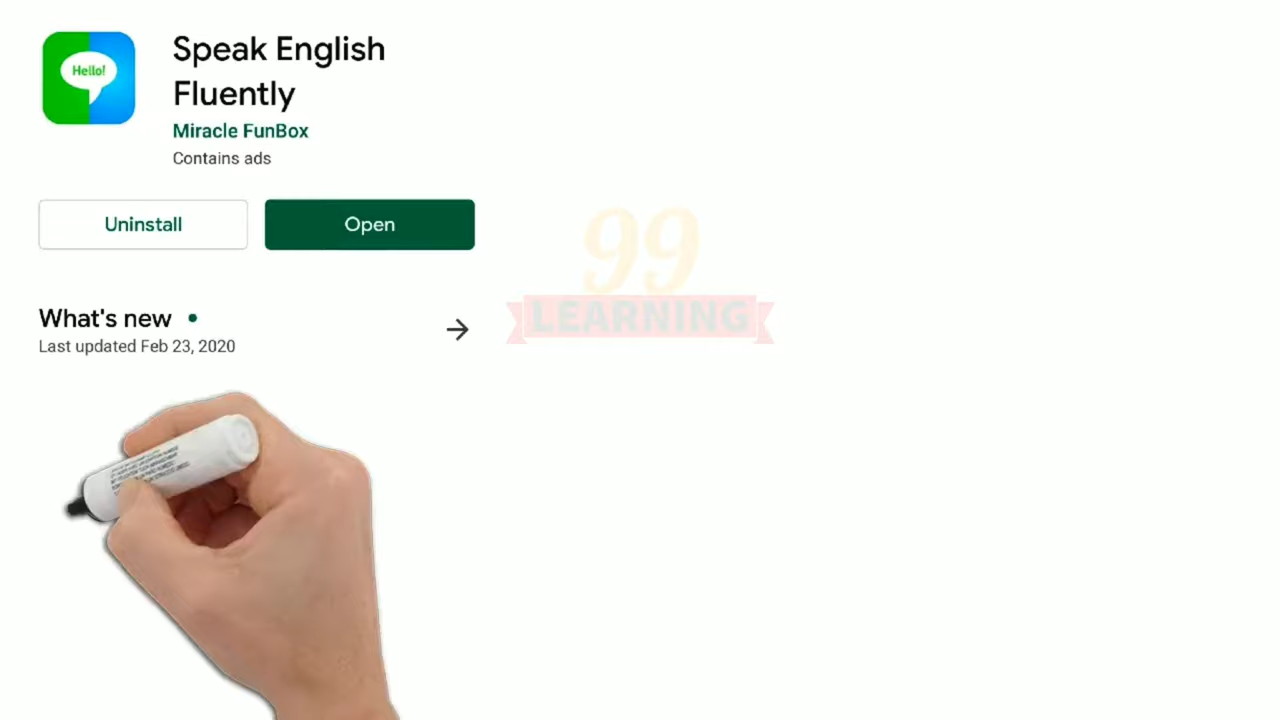 Hello!
Speak English
Fluently
Miracle FunBox
Contains ads
Uninstall
Open
What's new
Last updated Feb 23, 2020
99
LEARNING